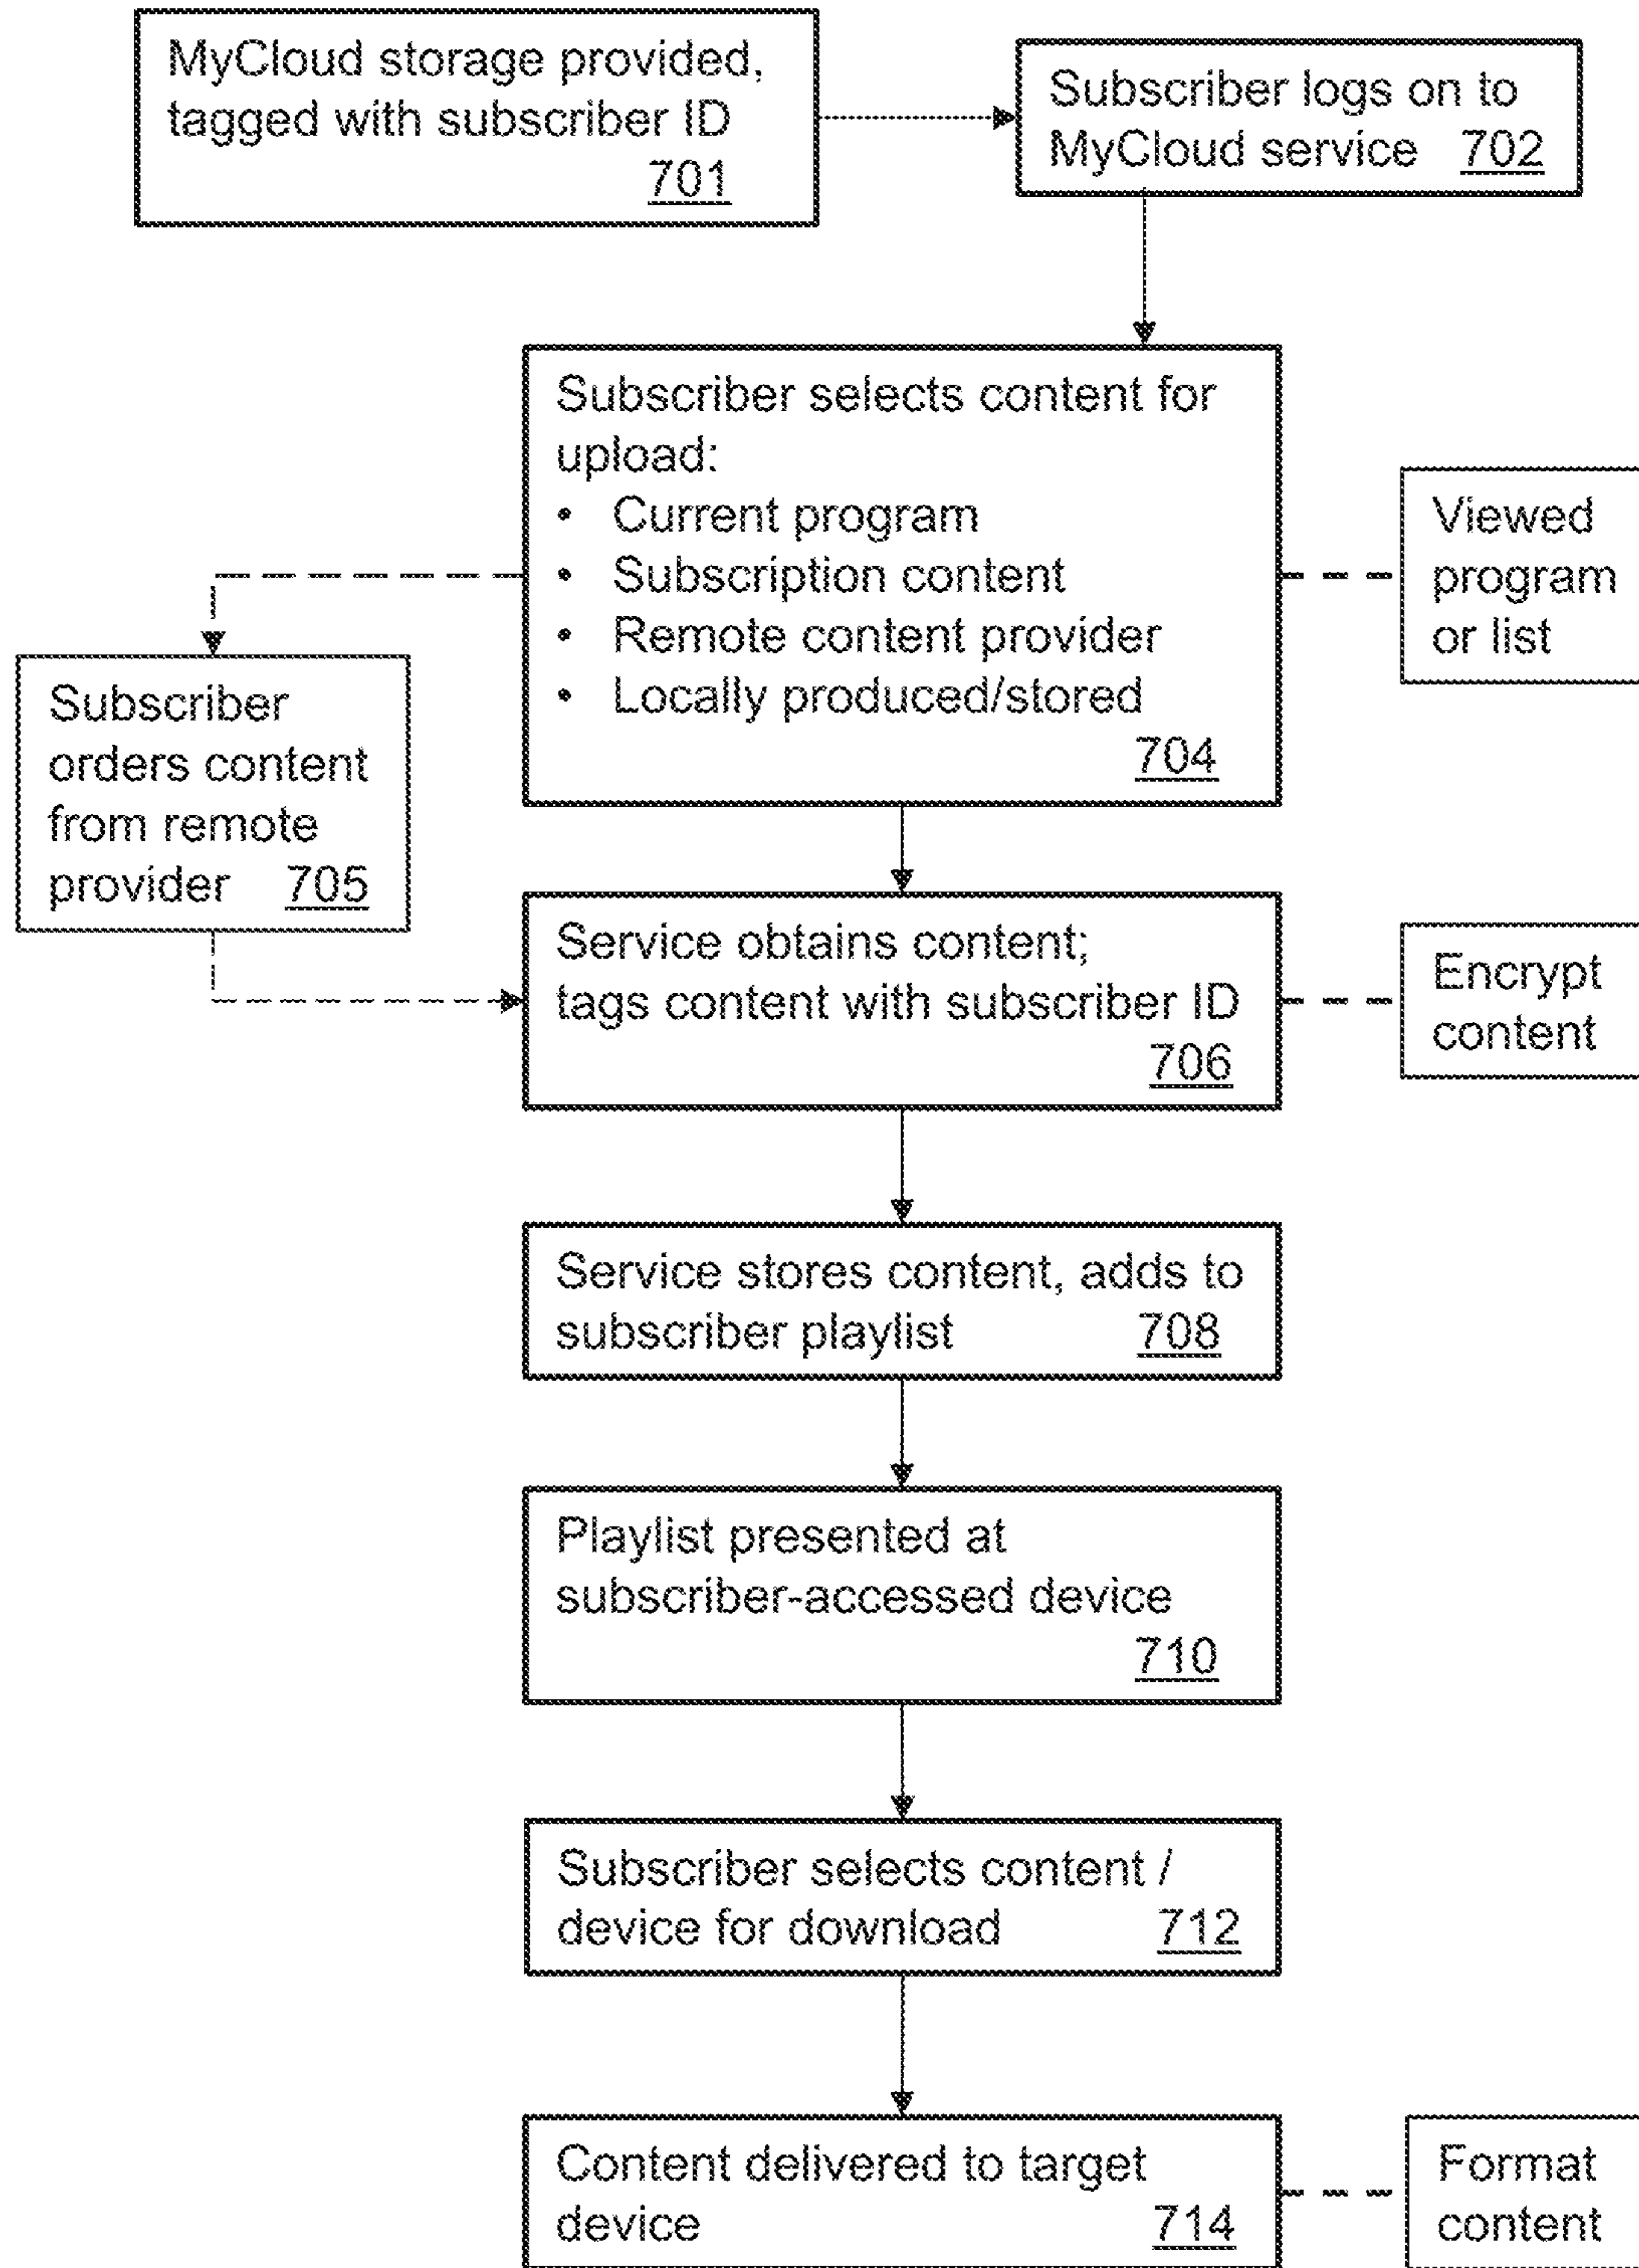 MyCloud storage provided,
tagged with subscriber ID
701
Subscriber logs on to
MyCloud service 702
Subscriber selects content for
upload:
• Current program
• Subscription content
• Remote content provider
• Locally produced/stored
704
Viewed
program
or list
Subscriber
orders content
from remote
provider 705
Service obtains content;
tags content with subscriber ID
706
Encrypt
content
Service stores content, adds to
subscriber playlist 708
Playlist presented at
subscriber-accessed device
710
Subscriber selects content /
device for download 712
Content delivered to target
device 714
Format
content